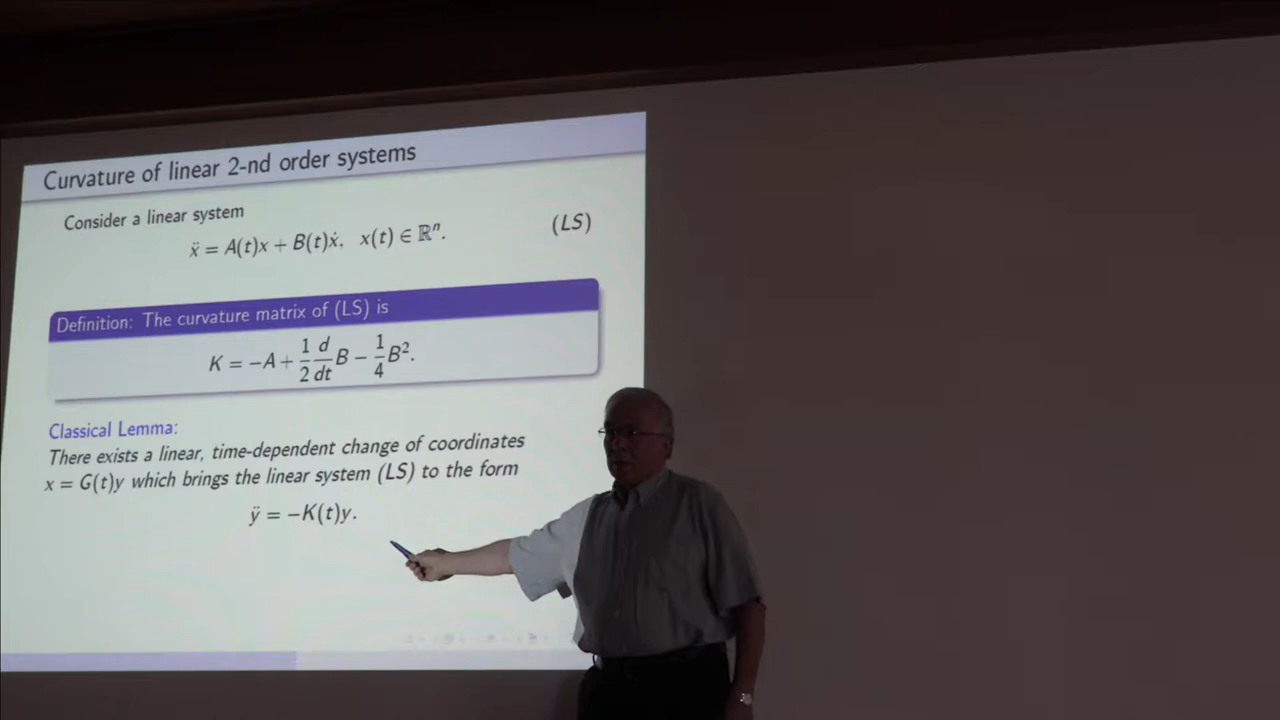 Curvature of linear 2-nd order systems
Consider a linear system
ẍ = A(t)x + B(t)ẋ, x(t) ∈ ℝⁿ. (LS)
Definition: The curvature matrix of (LS) is
K = −A + 1/2 d/dt B − 1/4 B².
Classical Lemma:
There exists a linear, time-dependent change of coordinates
x = G(t)y which brings the linear system (LS) to the form
ÿ = −K(t)y.